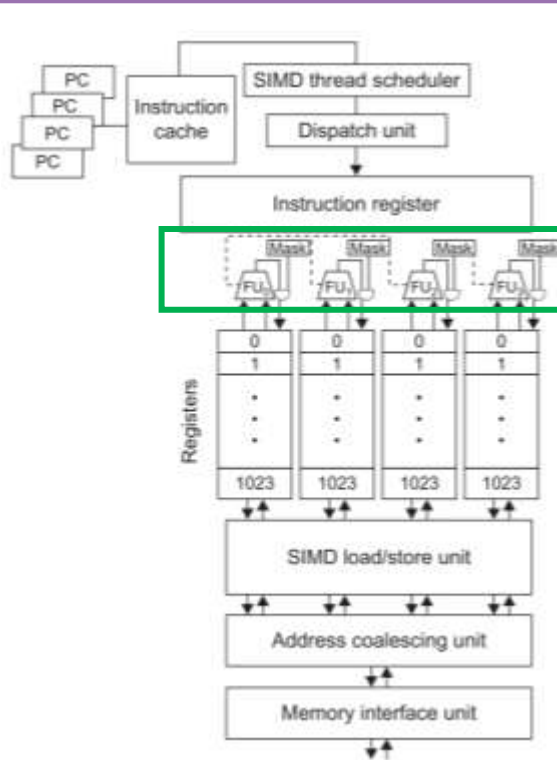 PC
PC
PC
PC
Instruction
cache
SIMD thread scheduler
Dispatch unit
Instruction register
Mask Mask Mask Mask
FU FU FU FU
Registers
0 0 0 0
1 1 1 1
1023 1023 1023 1023
SIMD load/store unit
Address coalescing unit
Memory interface unit